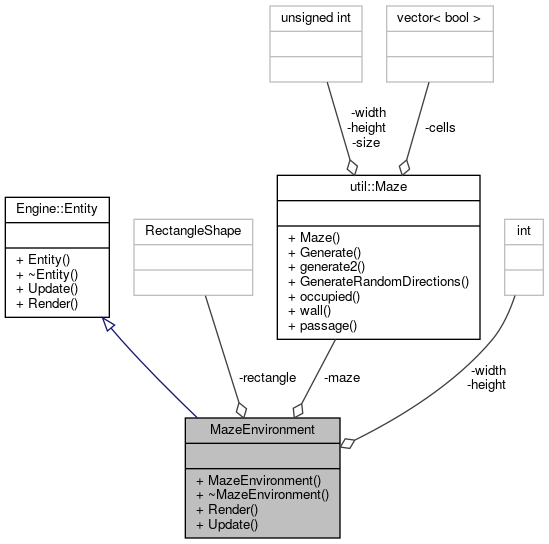 unsigned int
vector< bool >
-width
-height
-size
-cells
util::Maze
+ Maze()
+ Generate()
+ generate2()
+ GenerateRandomDirections()
+ occupied()
+ wall()
+ passage()
Engine::Entity
+ Entity()
+ ~Entity()
+ Update()
+ Render()
RectangleShape
int
-rectangle
-maze
-width
-height
MazeEnvironment
+ MazeEnvironment()
+ ~MazeEnvironment()
+ Render()
+ Update()